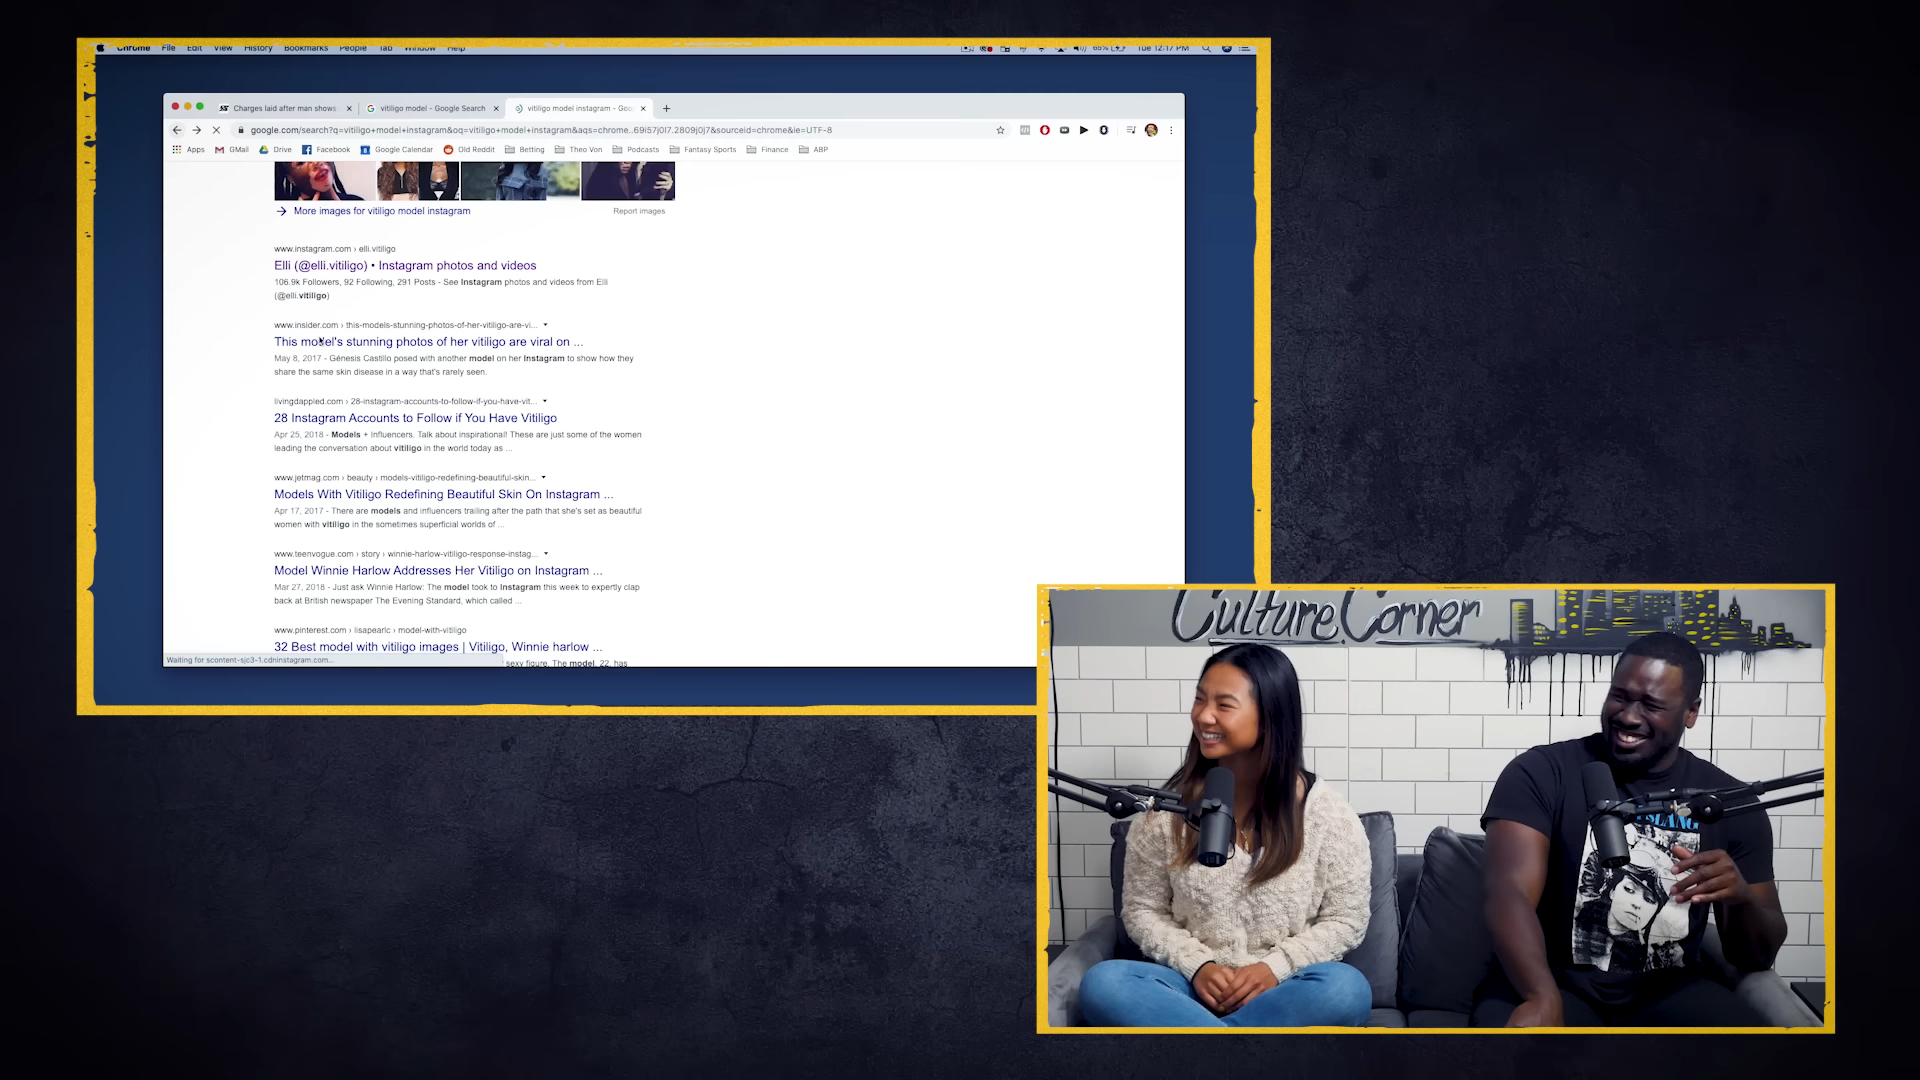 Chrome File Edit View History Bookmarks People Tab Window Help
65% Tue 12:17 PM
Charges laid after man shows
vitiligo model - Google Search
vitiligo model instagram - Goo
google.com/search?q=vitiligo+model+instagram&oq=vitiligo+model+instagram&aqs=chrome..69i57j0l7.2809j0j7&sourceid=chrome&ie=UTF-8
Apps GMail Drive Facebook Google Calendar Old Reddit Betting Theo Von Podcasts Fantasy Sports Finance ABP
More images for vitiligo model instagram
Report images
www.instagram.com › elli.vitiligo
Elli (@elli.vitiligo) • Instagram photos and videos
106.9k Followers, 92 Following, 291 Posts - See Instagram photos and videos from Elli
(@elli.vitiligo)
www.insider.com › this-models-stunning-photos-of-her-vitiligo-are-vi...
This model's stunning photos of her vitiligo are viral on ...
May 8, 2017 - Génesis Castillo posed with another model on her Instagram to show how they
share the same skin disease in a way that's rarely seen.
livingdappled.com › 28-instagram-accounts-to-follow-if-you-have-vit...
28 Instagram Accounts to Follow if You Have Vitiligo
Apr 25, 2018 - Models + Influencers. Talk about inspirational! These are just some of the women
leading the conversation about vitiligo in the world today as ...
www.jetmag.com › beauty › models-vitiligo-redefining-beautiful-skin...
Models With Vitiligo Redefining Beautiful Skin On Instagram ...
Apr 17, 2017 - There are models and influencers trailing after the path that she's set as beautiful
women with vitiligo in the sometimes superficial worlds of ...
www.teenvogue.com › story › winnie-harlow-vitiligo-response-instag...
Model Winnie Harlow Addresses Her Vitiligo on Instagram ...
Mar 27, 2018 - Just ask Winnie Harlow: The model took to Instagram this week to expertly clap
back at British newspaper The Evening Standard, which called ...
www.pinterest.com › lisapearlc › model-with-vitiligo
32 Best model with vitiligo images | Vitiligo, Winnie harlow ...
sexy figure. The model, 22, has
Waiting for scontent-sjc3-1.cdninstagram.com...
Culture Corner